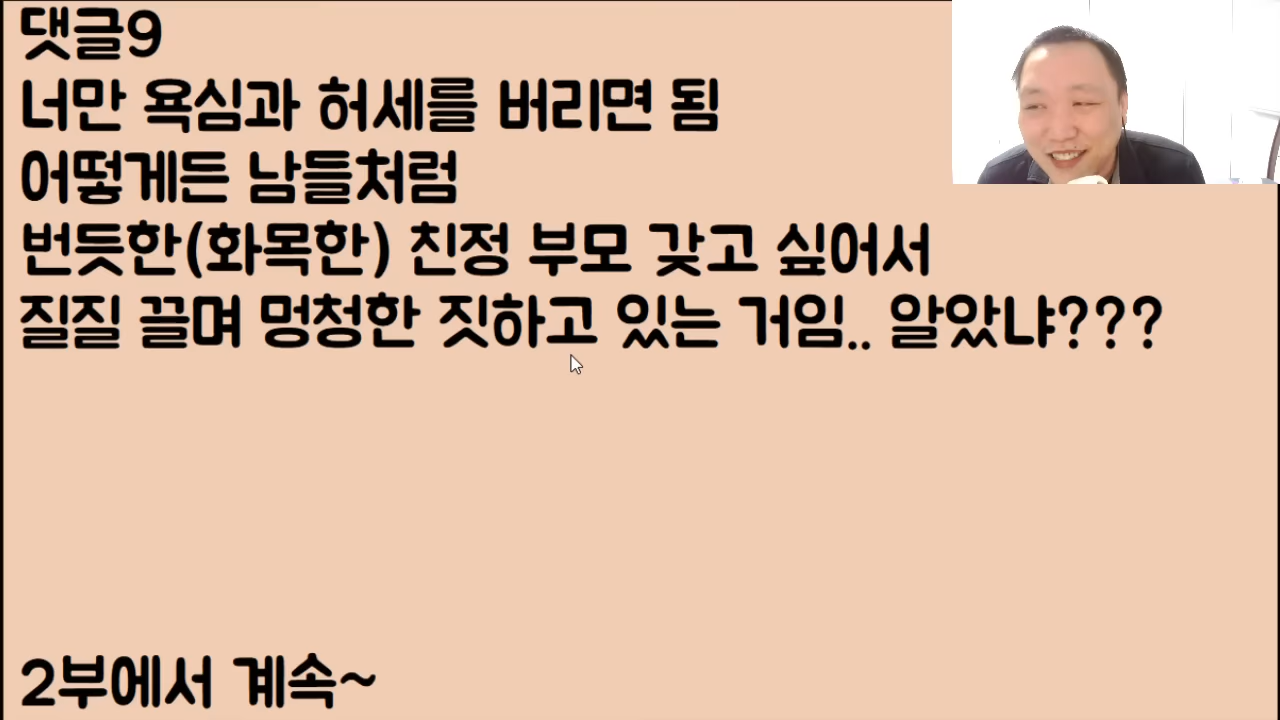 댓글9
너만 욕심과 허세를 버리면 됨
어떻게든 남들처럼
번듯한(화목한) 친정 부모 갖고 싶어서
질질 끌며 멍청한 짓하고 있는 거임.. 알았냐???
2부에서 계속~